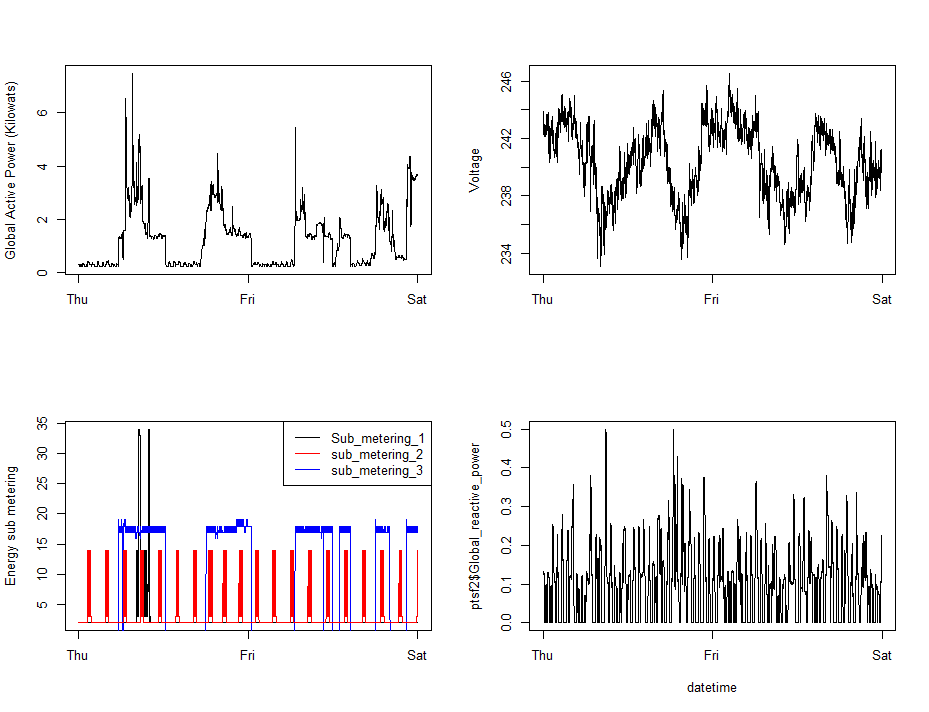 Global Active Power (Kilowats)
6
4
2
0
Thu
Fri
Sat
Voltage
246
242
238
234
Thu
Fri
Sat
Energy sub metering
35
30
25
20
15
10
5
Sub_metering_1
sub_metering_2
sub_metering_3
Thu
Fri
Sat
ptsf2$Global_reactive_power
0.5
0.4
0.3
0.2
0.1
0.0
Thu
Fri
Sat
datetime